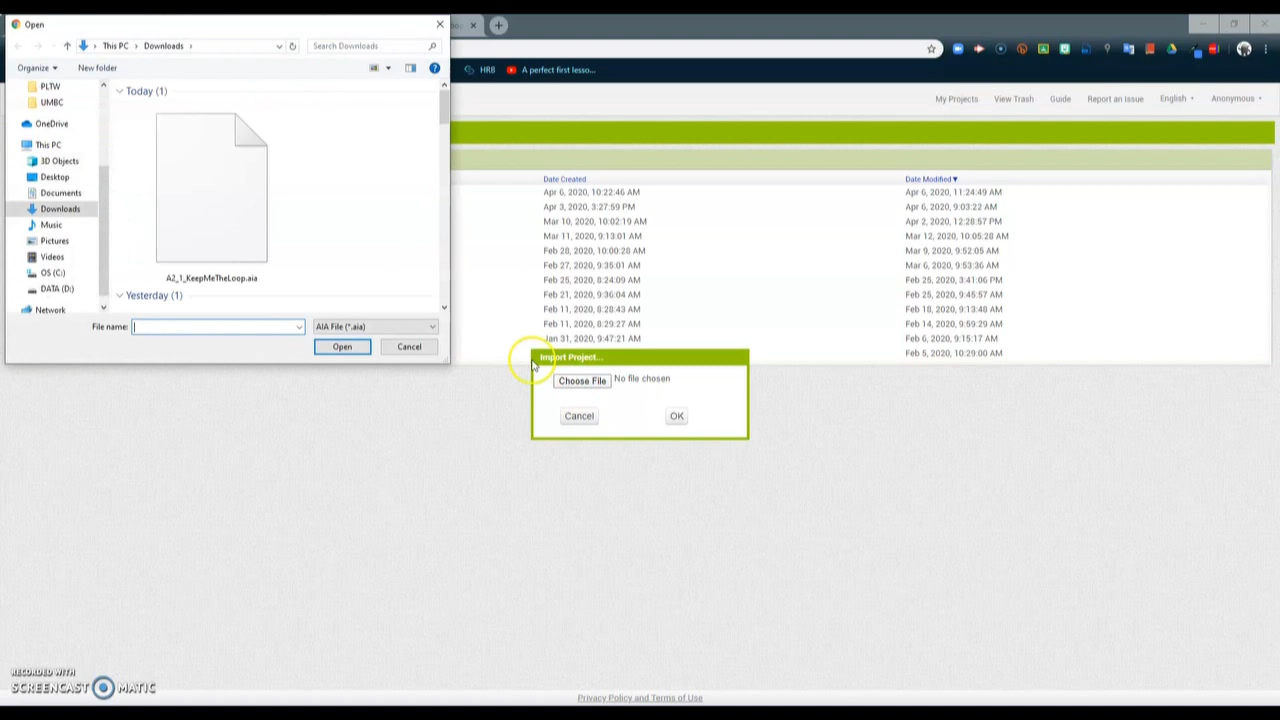 Open
This PC > Downloads >
Search Downloads
Organize
New folder
HRB
A perfect first lesso...
PLTW
UMBC
OneDrive
This PC
3D Objects
Desktop
Documents
Downloads
Music
Pictures
Videos
OS (C:)
DATA (D:)
Network
Today (1)
A2_1_KeepMeTheLoop.aia
Yesterday (1)
File name:
AIA File (*.aia)
Open
Cancel
My Projects
View Trash
Guide
Report an Issue
English
Anonymous
Date Created
Date Modified
Apr 6, 2020, 10:22:46 AM
Apr 6, 2020, 11:24:49 AM
Apr 3, 2020, 3:27:59 PM
Apr 6, 2020, 9:03:22 AM
Mar 10, 2020, 10:02:19 AM
Apr 2, 2020, 12:28:57 PM
Mar 11, 2020, 9:13:01 AM
Mar 12, 2020, 10:05:28 AM
Feb 28, 2020, 10:00:28 AM
Mar 9, 2020, 9:52:05 AM
Feb 27, 2020, 9:35:01 AM
Mar 6, 2020, 9:53:36 AM
Feb 25, 2020, 8:24:09 AM
Feb 25, 2020, 3:41:06 PM
Feb 21, 2020, 9:36:04 AM
Feb 25, 2020, 9:45:57 AM
Feb 11, 2020, 8:28:43 AM
Feb 18, 2020, 9:13:48 AM
Feb 11, 2020, 8:29:27 AM
Feb 14, 2020, 9:59:29 AM
Jan 31, 2020, 9:47:21 AM
Feb 6, 2020, 9:15:17 AM
Feb 5, 2020, 10:29:00 AM
Import Project...
Choose File
No file chosen
Cancel
OK
RECORDED WITH
SCREENCAST MATIC
Privacy Policy and Terms of Use